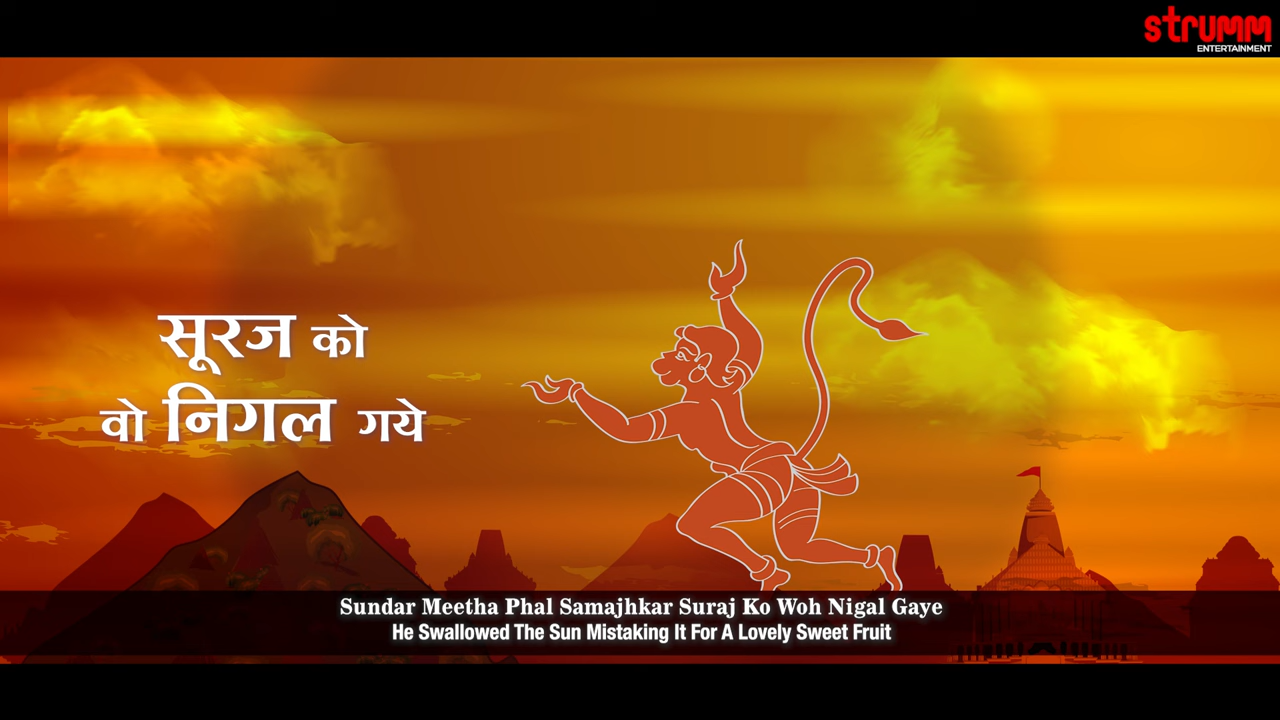 strumm
ENTERTAINMENT
सूरज को
वो निगल गये
Sundar Meetha Phal Samajhkar Suraj Ko Woh Nigal Gaye
He Swallowed The Sun Mistaking It For A Lovely Sweet Fruit